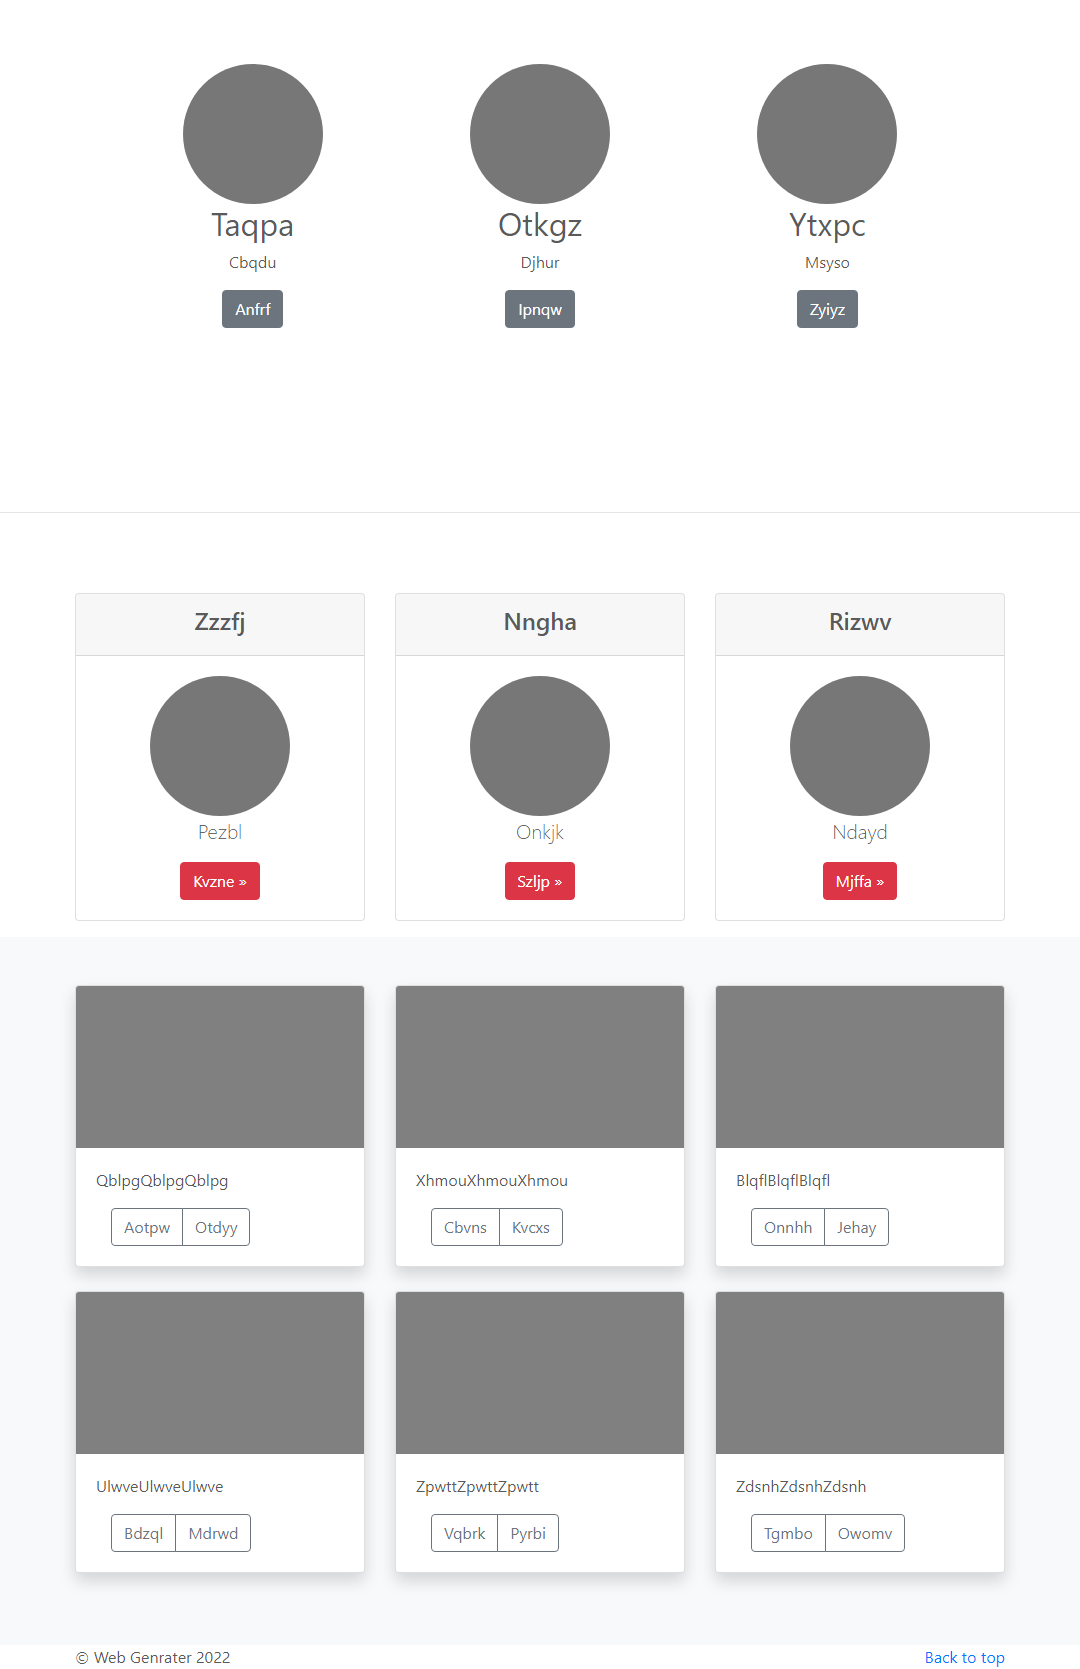 Taqpa
Otkgz
Ytxpc
Cbqdu
Djhur
Msyso
Anfrf
Ipnqw
Zyiyz
Zzzfj
Nngha
Rizwv
Pezbl
Onkjk
Ndayd
Kvzne »
Szljp »
Mjffa »
QblpgQblpgQblpg
XhmouXhmouXhmou
BlqflBlqflBlqfl
Aotpw Otdyy
Cbvns Kvcxs
Onnhh Jehay
UlwveUlwveUlwve
ZpwttZpwttZpwtt
ZdsnhZdsnhZdsnh
Bdzql Mdrwd
Vqbrk Pyrbi
Tgmbo Owomv
© Web Genrater 2022
Back to top